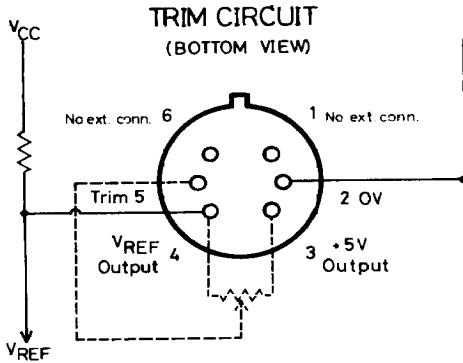 TRIM CIRCUIT
(BOTTOM VIEW)
VCC
No ext. conn. 6
1 No ext. conn.
Trim 5
2 OV
VREF 4
Output
3 +5V
Output
VREF